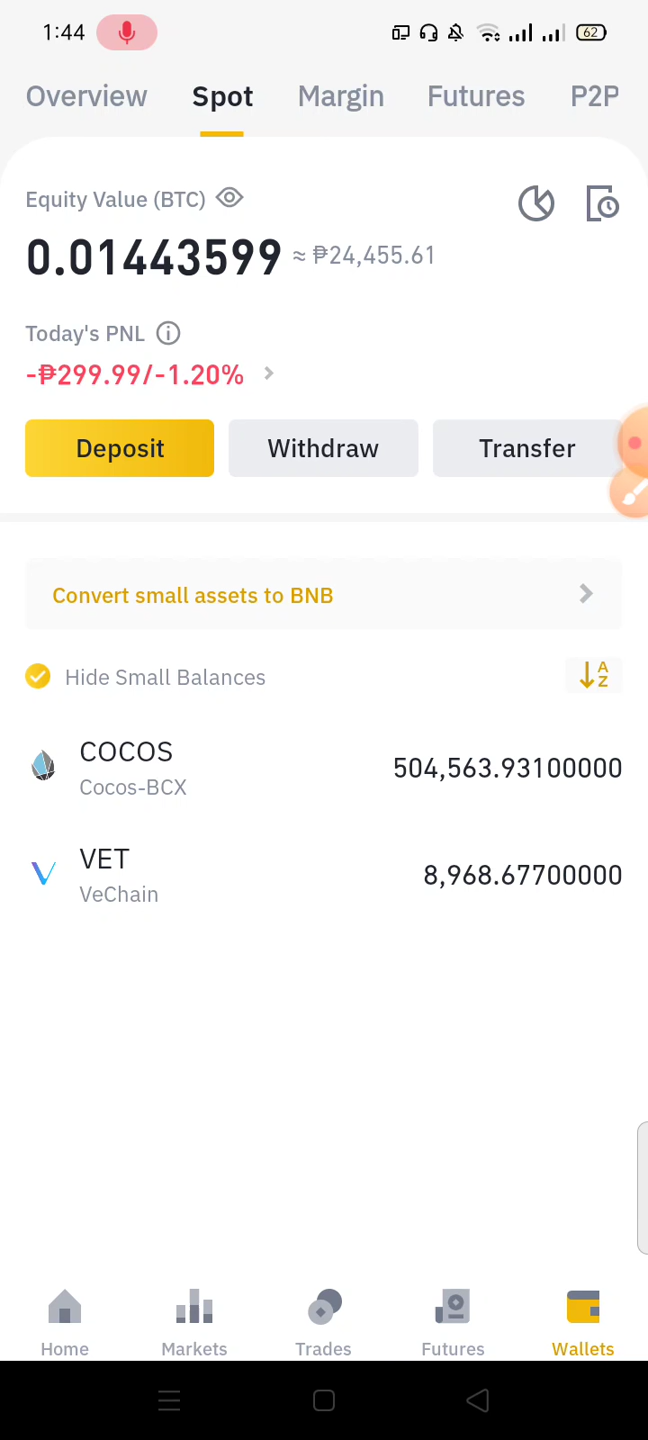 1:44 62
Overview Spot Margin Futures P2P
Equity Value (BTC)
0.01443599 ≈ ₱24,455.61
Today's PNL
-₱299.99/-1.20%
Deposit Withdraw Transfer
Convert small assets to BNB
Hide Small Balances A Z
COCOS
504,563.93100000
Cocos-BCX
VET
8,968.67700000
VeChain
Home Markets Trades Futures Wallets